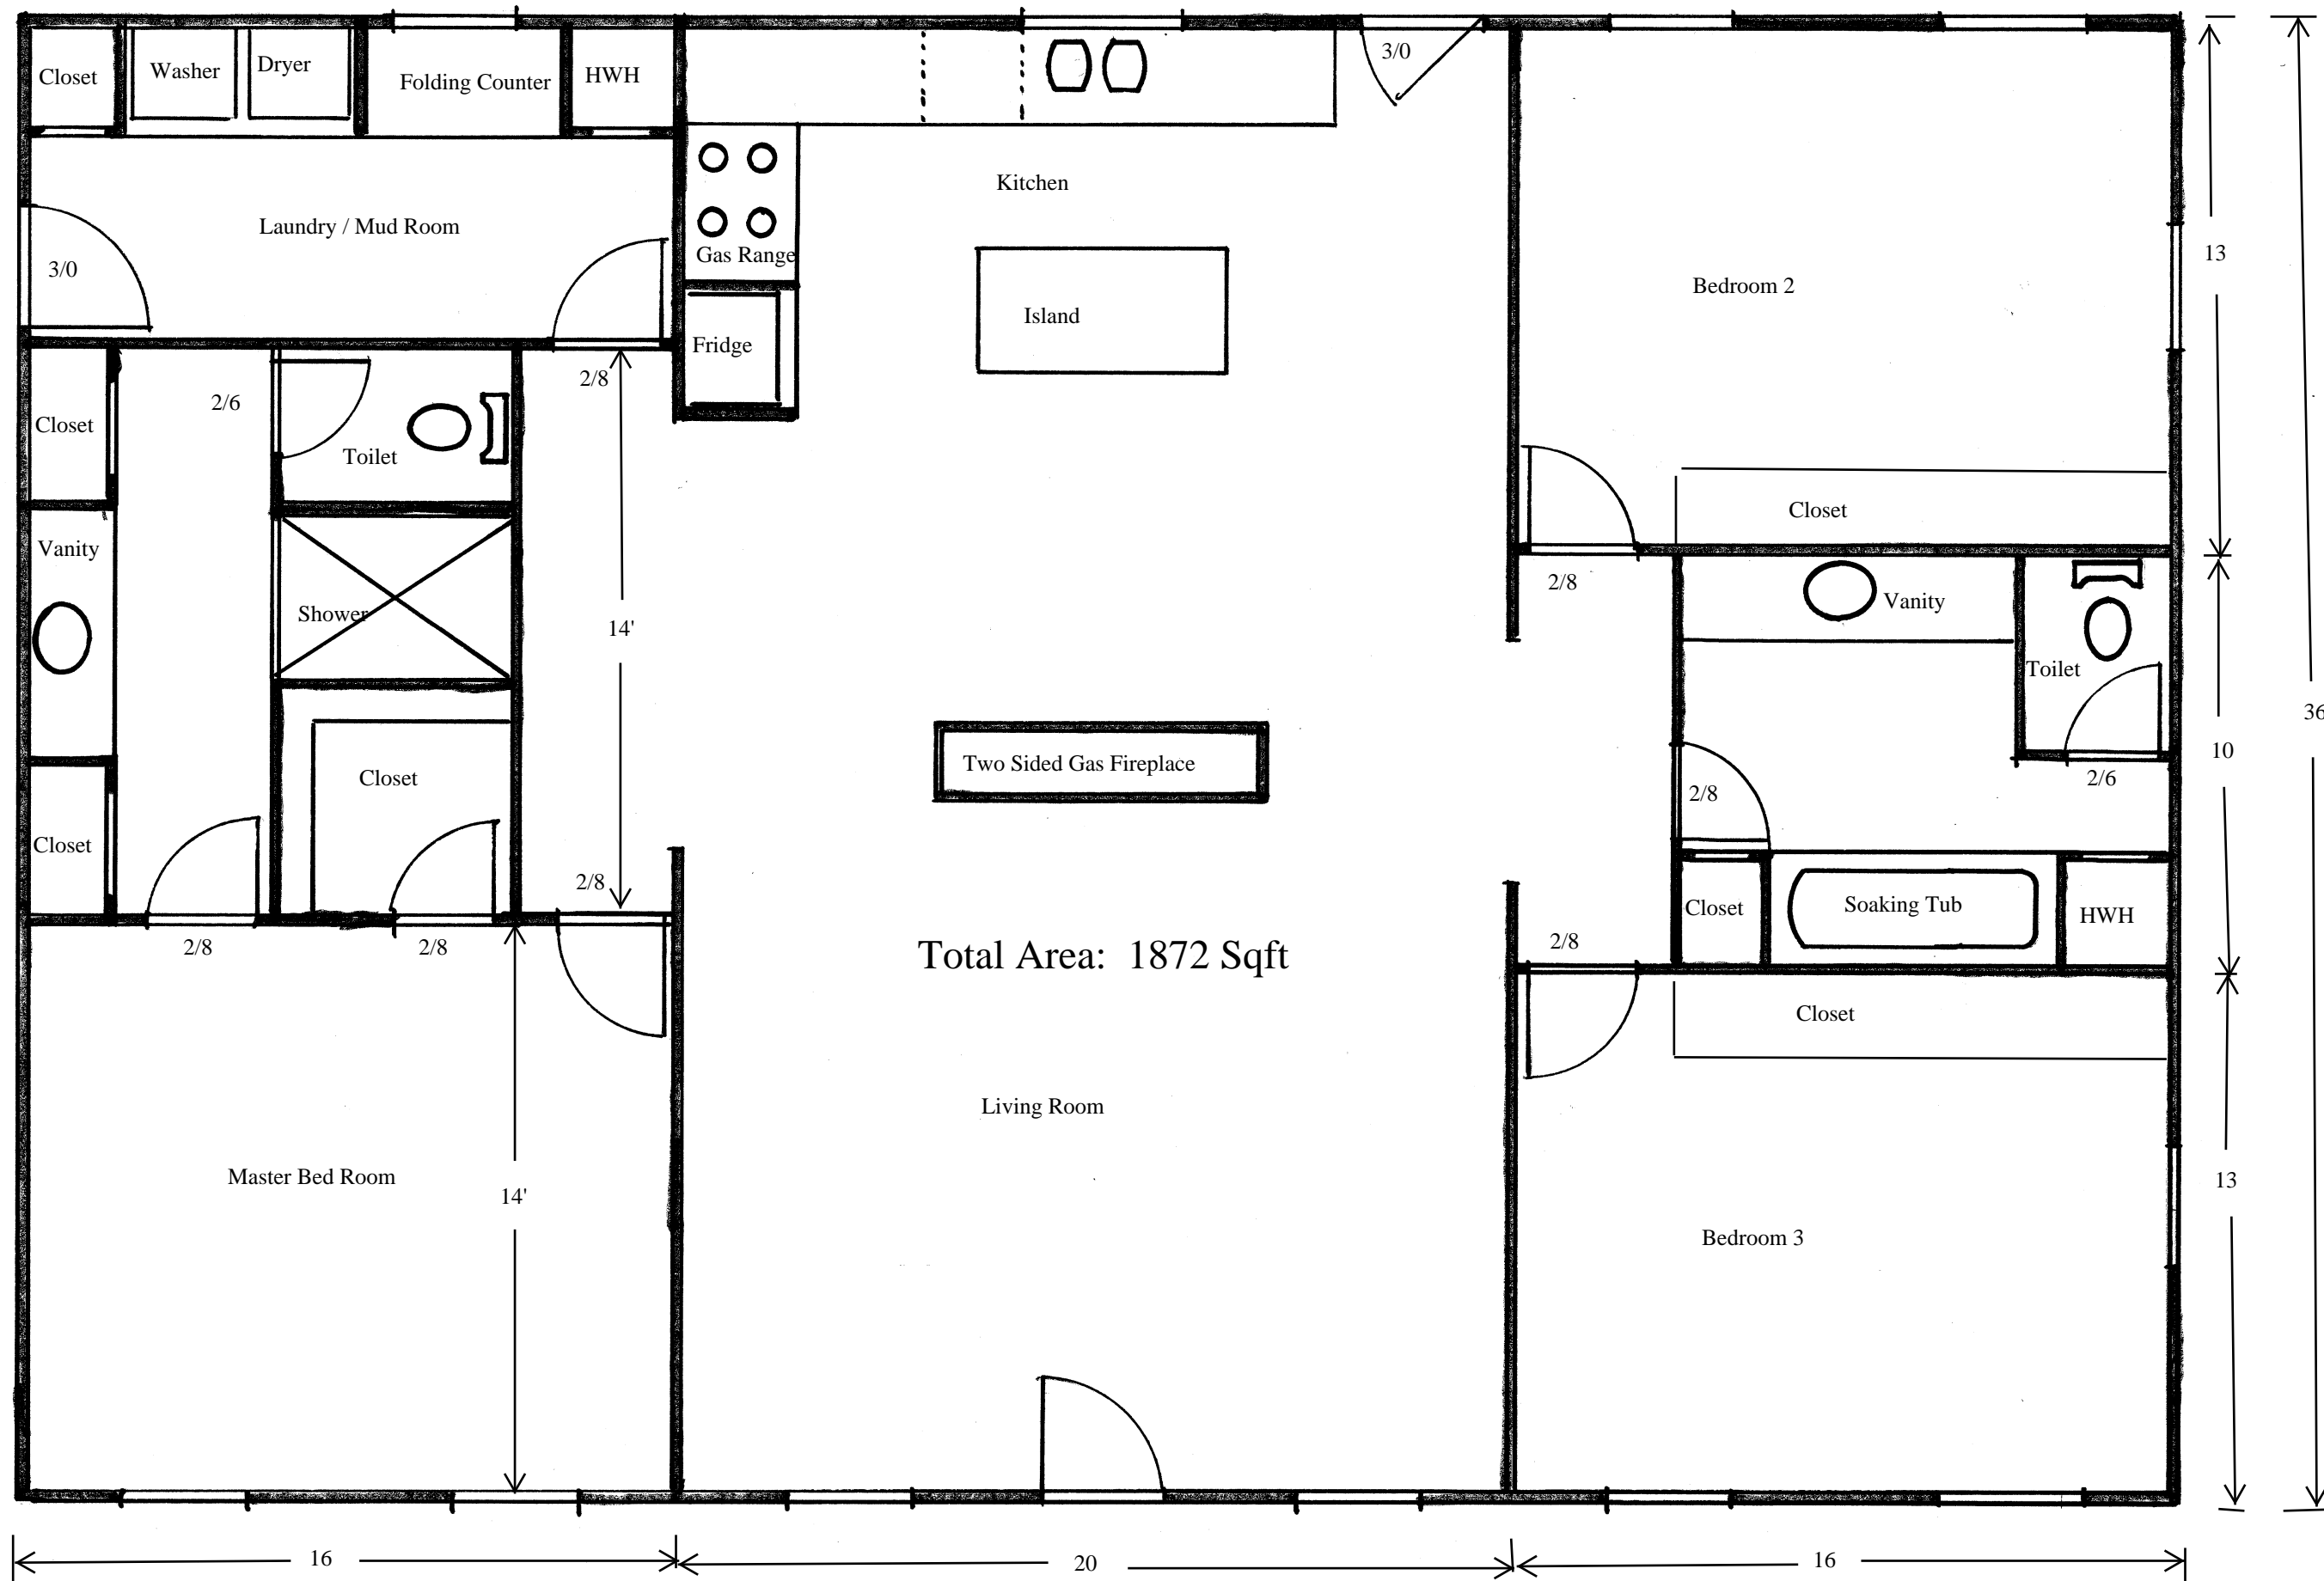 Closet
Washer
Dryer
Folding Counter
HWH
3/0
Kitchen
Laundry / Mud Room
3/0
Gas Range
13
Bedroom 2
Island
Fridge
2/8
2/6
Closet
Toilet
Closet
Vanity
2/8
Vanity
Shower
14'
Toilet
36
10
Two Sided Gas Fireplace
Closet
2/6
2/8
Closet
2/8
Closet
Soaking Tub
HWH
2/8
2/8
2/8
Total Area: 1872 Sqft
Closet
Living Room
Master Bed Room
14'
13
Bedroom 3
16
20
16